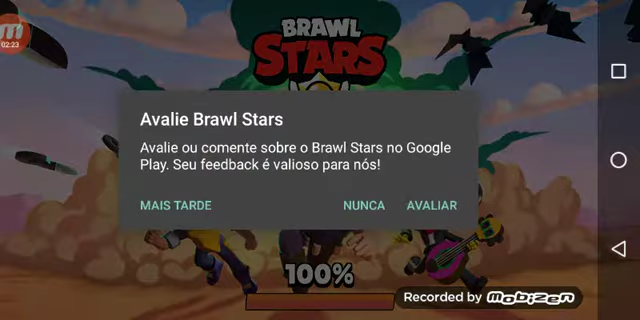 02:23
BRAWL
STARS
Avalie Brawl Stars
Avalie ou comente sobre o Brawl Stars no Google
Play. Seu feedback é valioso para nós!
MAIS TARDE NUNCA AVALIAR
100%
Recorded by mobizen